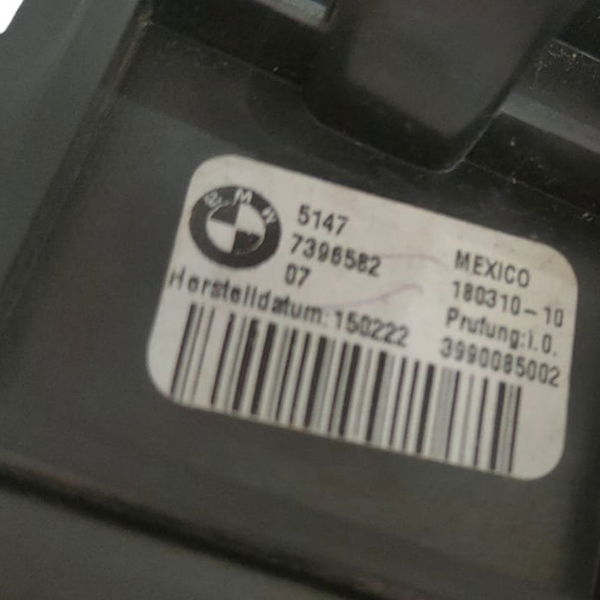 BMW
5147
7396582
07
Herstelldatum: 150222
MEXICO
180310-10
Prufung: i.O.
3990085002